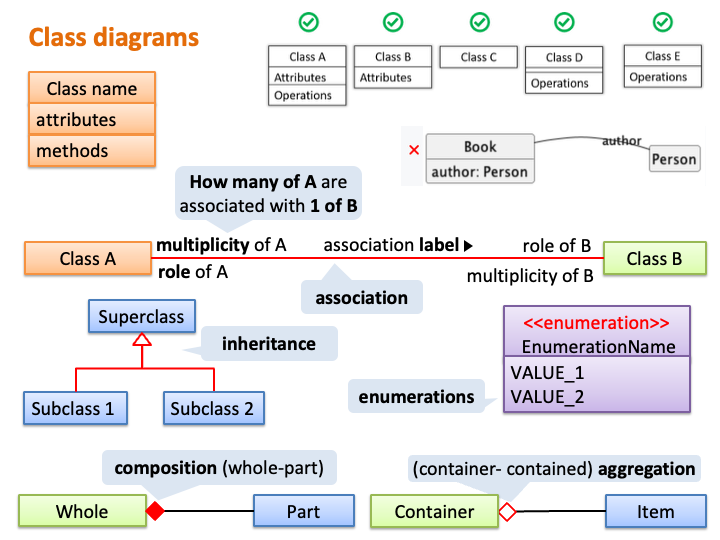 Class diagrams
Class A
Attributes
Operations
Class B
Attributes
Class C
Class D
Operations
Class E
Operations
Class name
attributes
methods
Book
author: Person
author
Person
How many of A are
associated with 1 of B
Class A
multiplicity of A
role of A
association label
role of B
multiplicity of B
Class B
association
Superclass
inheritance
Subclass 1
Subclass 2
<<enumeration>>
EnumerationName
VALUE_1
VALUE_2
enumerations
composition (whole-part)
Whole
Part
(container- contained) aggregation
Container
Item